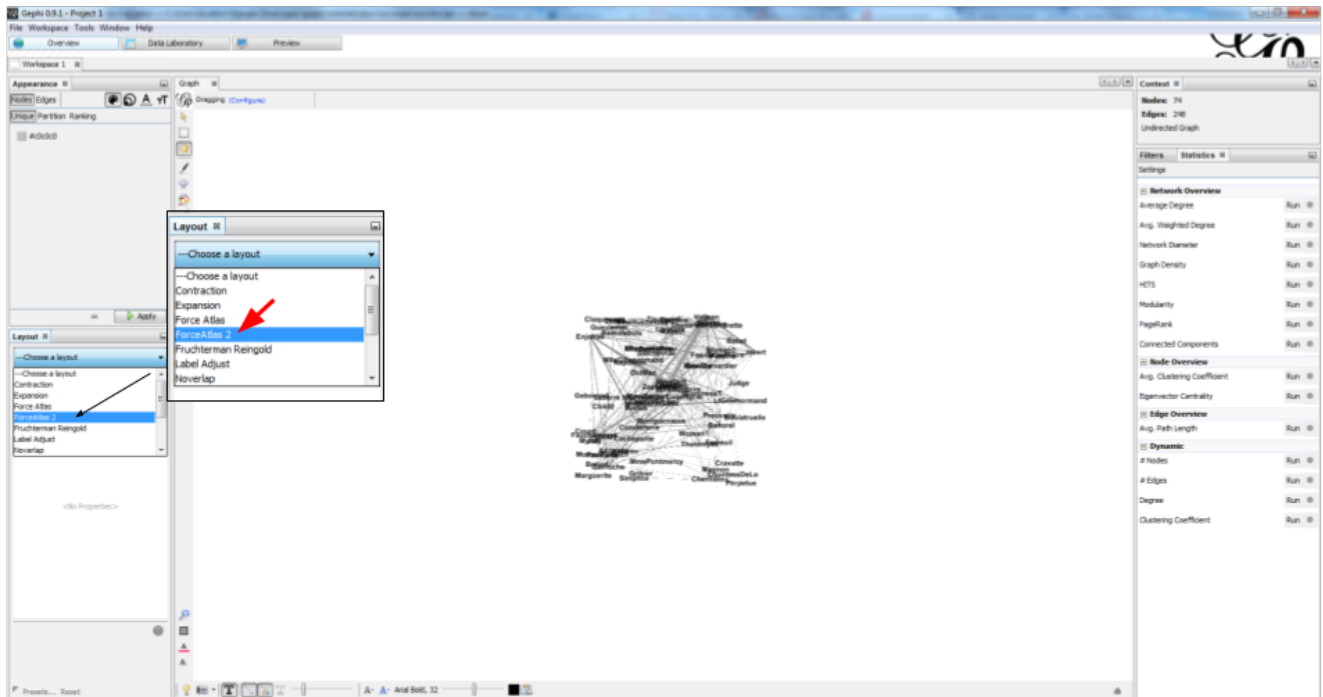 Gephi 0.9.1 - Project 1
File Workspace Tools Window Help
Overview Data Laboratory Preview
Workspace 1
Appearance
Nodes Edges
Unique Partition Ranking
#c0c0c0
Apply
Layout
---Choose a layout
---Choose a layout
Contraction
Expansion
Force Atlas
ForceAtlas 2
Fruchterman Reingold
Label Adjust
Noverlap
<No Properties>
Presets... Reset
Layout
---Choose a layout
---Choose a layout
Contraction
Expansion
Force Atlas
ForceAtlas 2
Fruchterman Reingold
Label Adjust
Noverlap
Graph
Dragging (Configure)
Judge
Child
MmePontmercy
Cravatte
Marguerite
Perpetue
Arial Bold, 32
Context
Nodes: 74
Edges: 248
Undirected Graph
Filters Statistics
Settings
Network Overview
Average Degree Run
Avg. Weighted Degree Run
Network Diameter Run
Graph Density Run
HITS Run
Modularity Run
PageRank Run
Connected Components Run
Node Overview
Avg. Clustering Coefficient Run
Eigenvector Centrality Run
Edge Overview
Avg. Path Length Run
Dynamic
# Nodes Run
# Edges Run
Degree Run
Clustering Coefficient Run